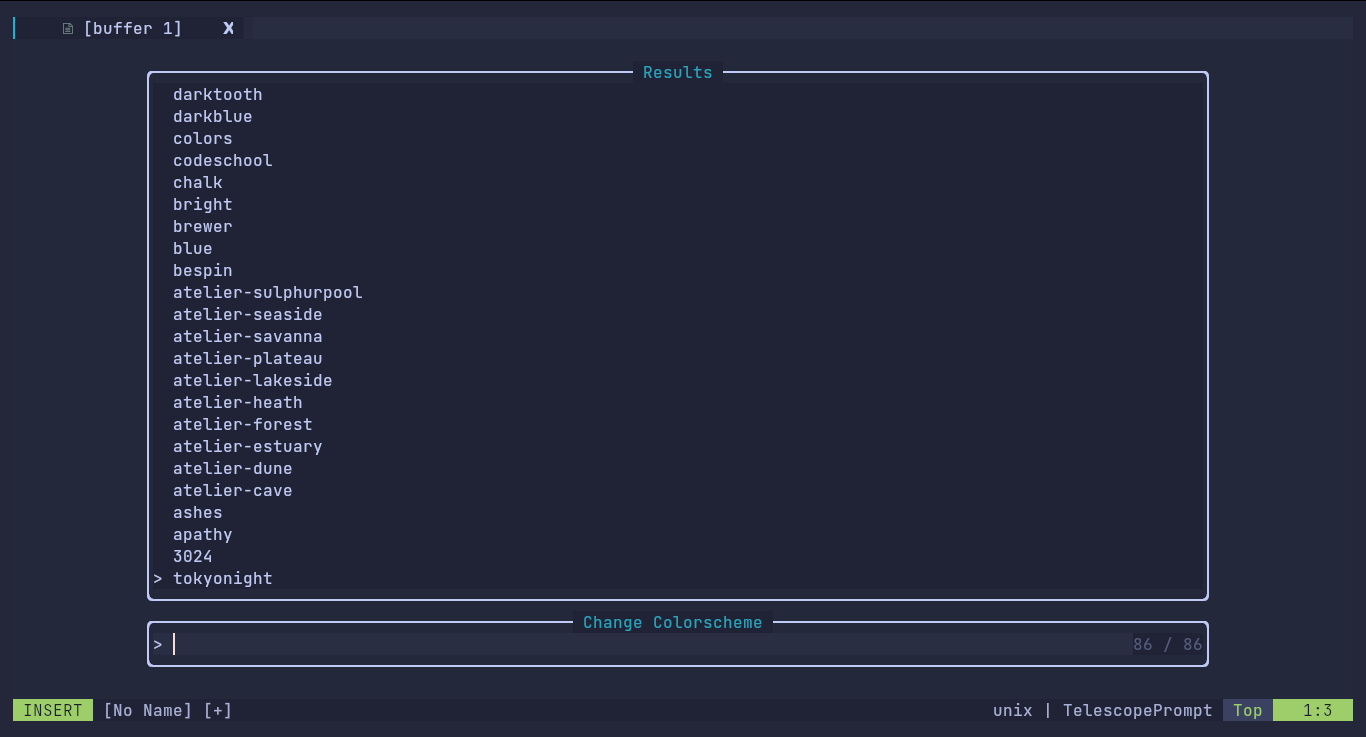 [buffer 1] X
Results
darktooth
darkblue
colors
codeschool
chalk
bright
brewer
blue
bespin
atelier-sulphurpool
atelier-seaside
atelier-savanna
atelier-plateau
atelier-lakeside
atelier-heath
atelier-forest
atelier-estuary
atelier-dune
atelier-cave
ashes
apathy
3024
> tokyonight
Change Colorscheme
> 86 / 86
INSERT [No Name] [+] unix | TelescopePrompt Top 1:3